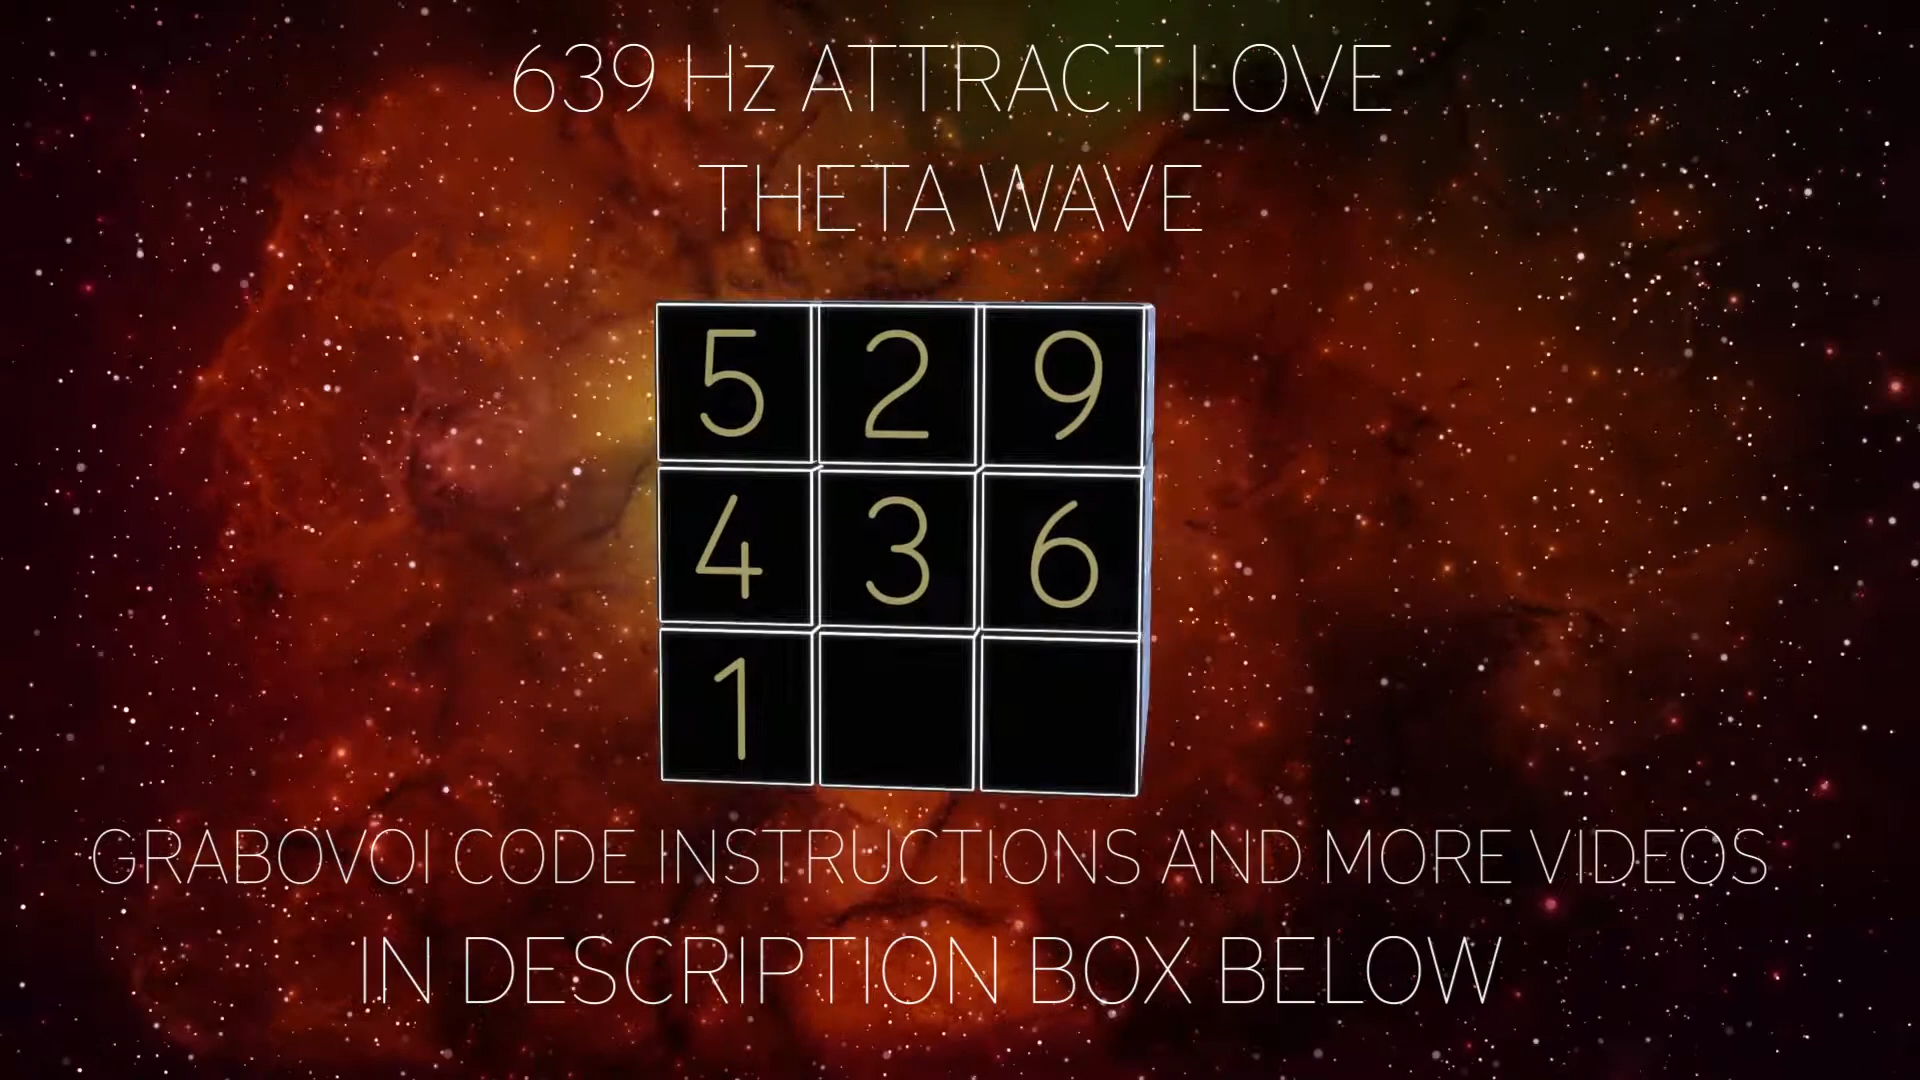 639 Hz ATTRACT LOVE
THETA WAVE
5 2 9
4 3 6
1
GRABOVOI CODE INSTRUCTIONS AND MORE VIDEOS
IN DESCRIPTION BOX BELOW